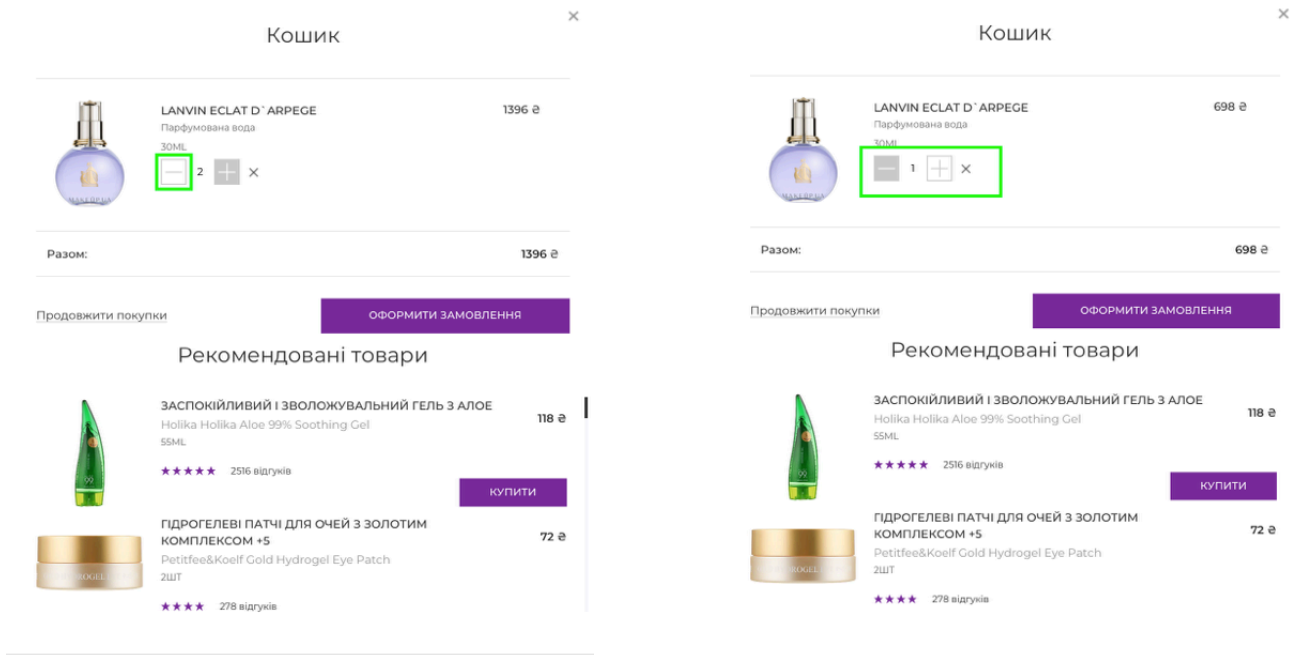 Кошик
LANVIN ECLAT D`ARPEGE
1396 ₴
Парфумована вода
30ML
2
Разом:
1396 ₴
Продовжити покупки
ОФОРМИТИ ЗАМОВЛЕННЯ
Рекомендовані товари
ЗАСПОКІЙЛИВИЙ І ЗВОЛОЖУВАЛЬНИЙ ГЕЛЬ З АЛОЕ
118 ₴
Holika Holika Aloe 99% Soothing Gel
55ML
2516 відгуків
КУПИТИ
ГІДРОГЕЛЕВІ ПАТЧІ ДЛЯ ОЧЕЙ З ЗОЛОТИМ
КОМПЛЕКСОМ +5
72 ₴
Petitfee&Koelf Gold Hydrogel Eye Patch
2ШТ
278 відгуків
Кошик
LANVIN ECLAT D`ARPEGE
698 ₴
Парфумована вода
30ML
1
Разом:
698 ₴
Продовжити покупки
ОФОРМИТИ ЗАМОВЛЕННЯ
Рекомендовані товари
ЗАСПОКІЙЛИВИЙ І ЗВОЛОЖУВАЛЬНИЙ ГЕЛЬ З АЛОЕ
118 ₴
Holika Holika Aloe 99% Soothing Gel
55ML
2516 відгуків
КУПИТИ
ГІДРОГЕЛЕВІ ПАТЧІ ДЛЯ ОЧЕЙ З ЗОЛОТИМ
КОМПЛЕКСОМ +5
72 ₴
Petitfee&Koelf Gold Hydrogel Eye Patch
2ШТ
278 відгуків